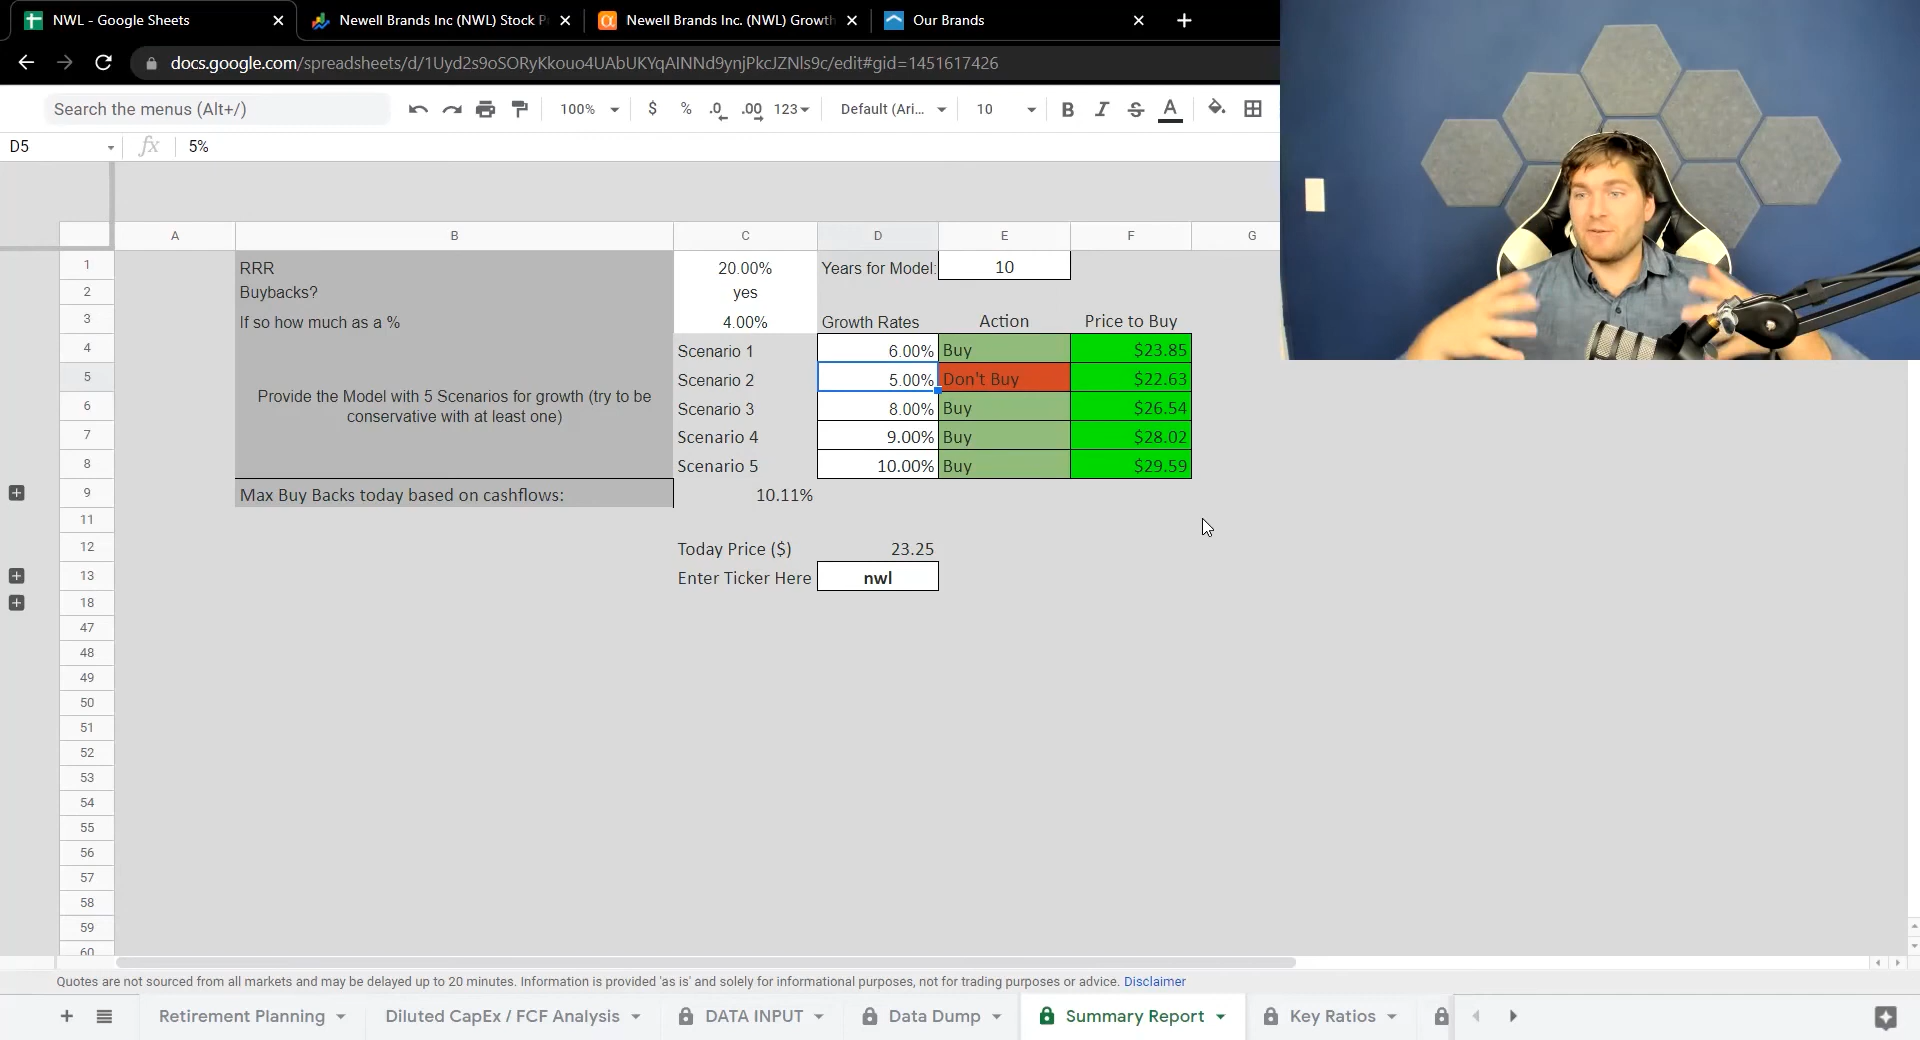 NWL - Google Sheets
Newell Brands Inc (NWL) Stock P
Newell Brands Inc. (NWL) Growth
Our Brands
docs.google.com/spreadsheets/d/1Uyd2s9oSORyKkouo4UAbUKYqAINNd9ynjPkcJZNls9c/edit#gid=1451617426
Search the menus (Alt+/)
100%
$ % .0 .00 123
Default (Ari...
10
B I S A
D5
fx
5%
A B C D E F G
1 RRR 20.00% Years for Model: 10
2 Buybacks? yes
3 If so how much as a % 4.00% Growth Rates Action Price to Buy
4 Scenario 1 6.00% Buy $23.85
5 Scenario 2 5.00% Don't Buy $22.63
Provide the Model with 5 Scenarios for growth (try to be
conservative with at least one)
6 Scenario 3 8.00% Buy $26.54
7 Scenario 4 9.00% Buy $28.02
8 Scenario 5 10.00% Buy $29.59
9 Max Buy Backs today based on cashflows: 10.11%
11
12 Today Price ($) 23.25
13 Enter Ticker Here nwl
18
47
48
49
50
51
52
53
54
55
56
57
58
59
60
Quotes are not sourced from all markets and may be delayed up to 20 minutes. Information is provided 'as is' and solely for informational purposes, not for trading purposes or advice. Disclaimer
Retirement Planning
Diluted CapEx / FCF Analysis
DATA INPUT
Data Dump
Summary Report
Key Ratios